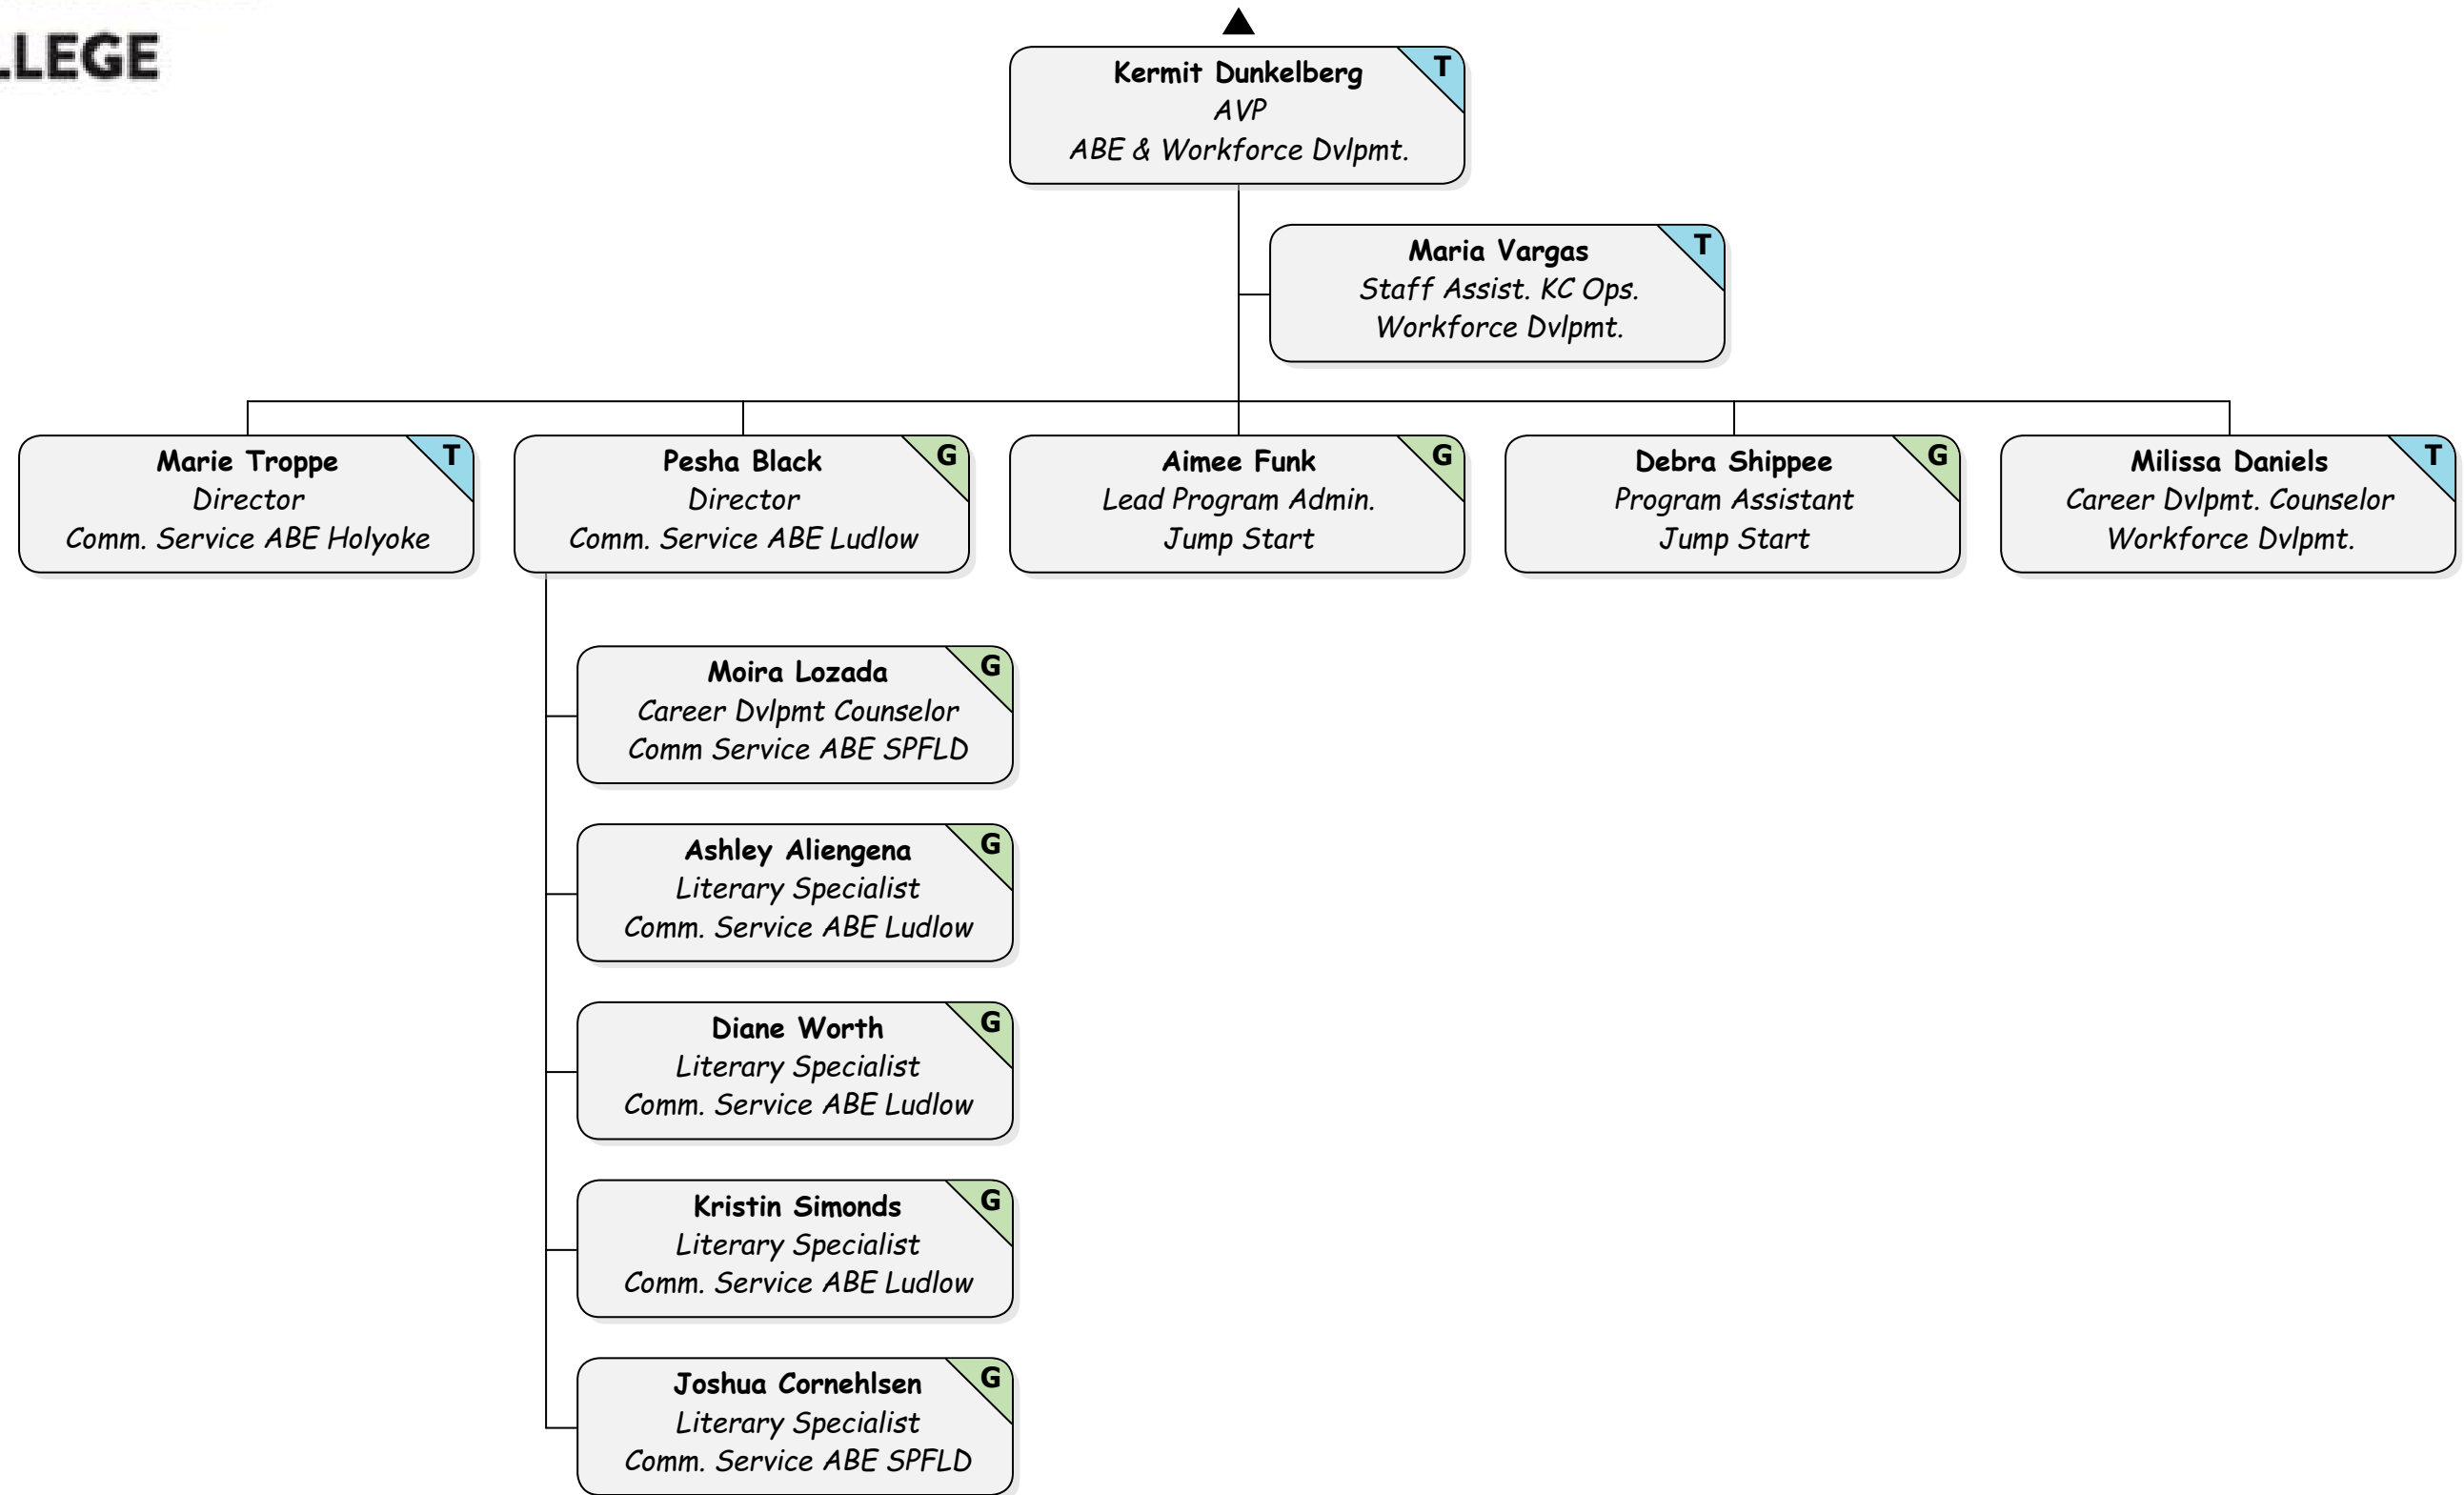 LLEGE
Kermit Dunkelberg
T
AVP
ABE & Workforce Dvlpmt.
Maria Vargas
T
Staff Assist. KC Ops.
Workforce Dvlpmt.
Marie Troppe
T
Director
Comm. Service ABE Holyoke
Pesha Black
G
Director
Comm. Service ABE Ludlow
Aimee Funk
G
Lead Program Admin.
Jump Start
Debra Shippee
G
Program Assistant
Jump Start
Milissa Daniels
T
Career Dvlpmt. Counselor
Workforce Dvlpmt.
Moira Lozada
G
Career Dvlpmt Counselor
Comm Service ABE SPFLD
Ashley Aliengena
G
Literary Specialist
Comm. Service ABE Ludlow
Diane Worth
G
Literary Specialist
Comm. Service ABE Ludlow
Kristin Simonds
G
Literary Specialist
Comm. Service ABE Ludlow
Joshua Cornehlsen
G
Literary Specialist
Comm. Service ABE SPFLD